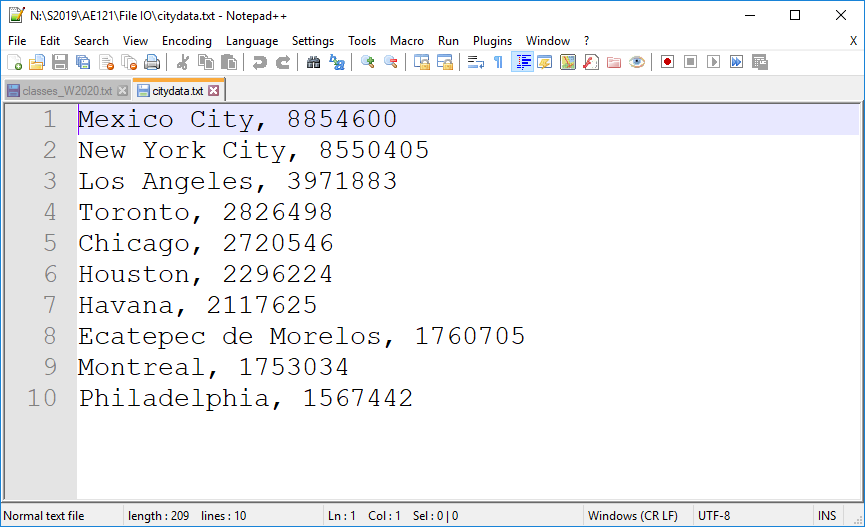 N:\S2019\AE121\File IO\citydata.txt - Notepad++
File Edit Search View Encoding Language Settings Tools Macro Run Plugins Window ? X
classes_W2020.txt citydata.txt
1 Mexico City, 8854600
2 New York City, 8550405
3 Los Angeles, 3971883
4 Toronto, 2826498
5 Chicago, 2720546
6 Houston, 2296224
7 Havana, 2117625
8 Ecatepec de Morelos, 1760705
9 Montreal, 1753034
10 Philadelphia, 1567442
Normal text file length : 209 lines : 10 Ln : 1 Col : 1 Sel : 0 | 0 Windows (CR LF) UTF-8 INS